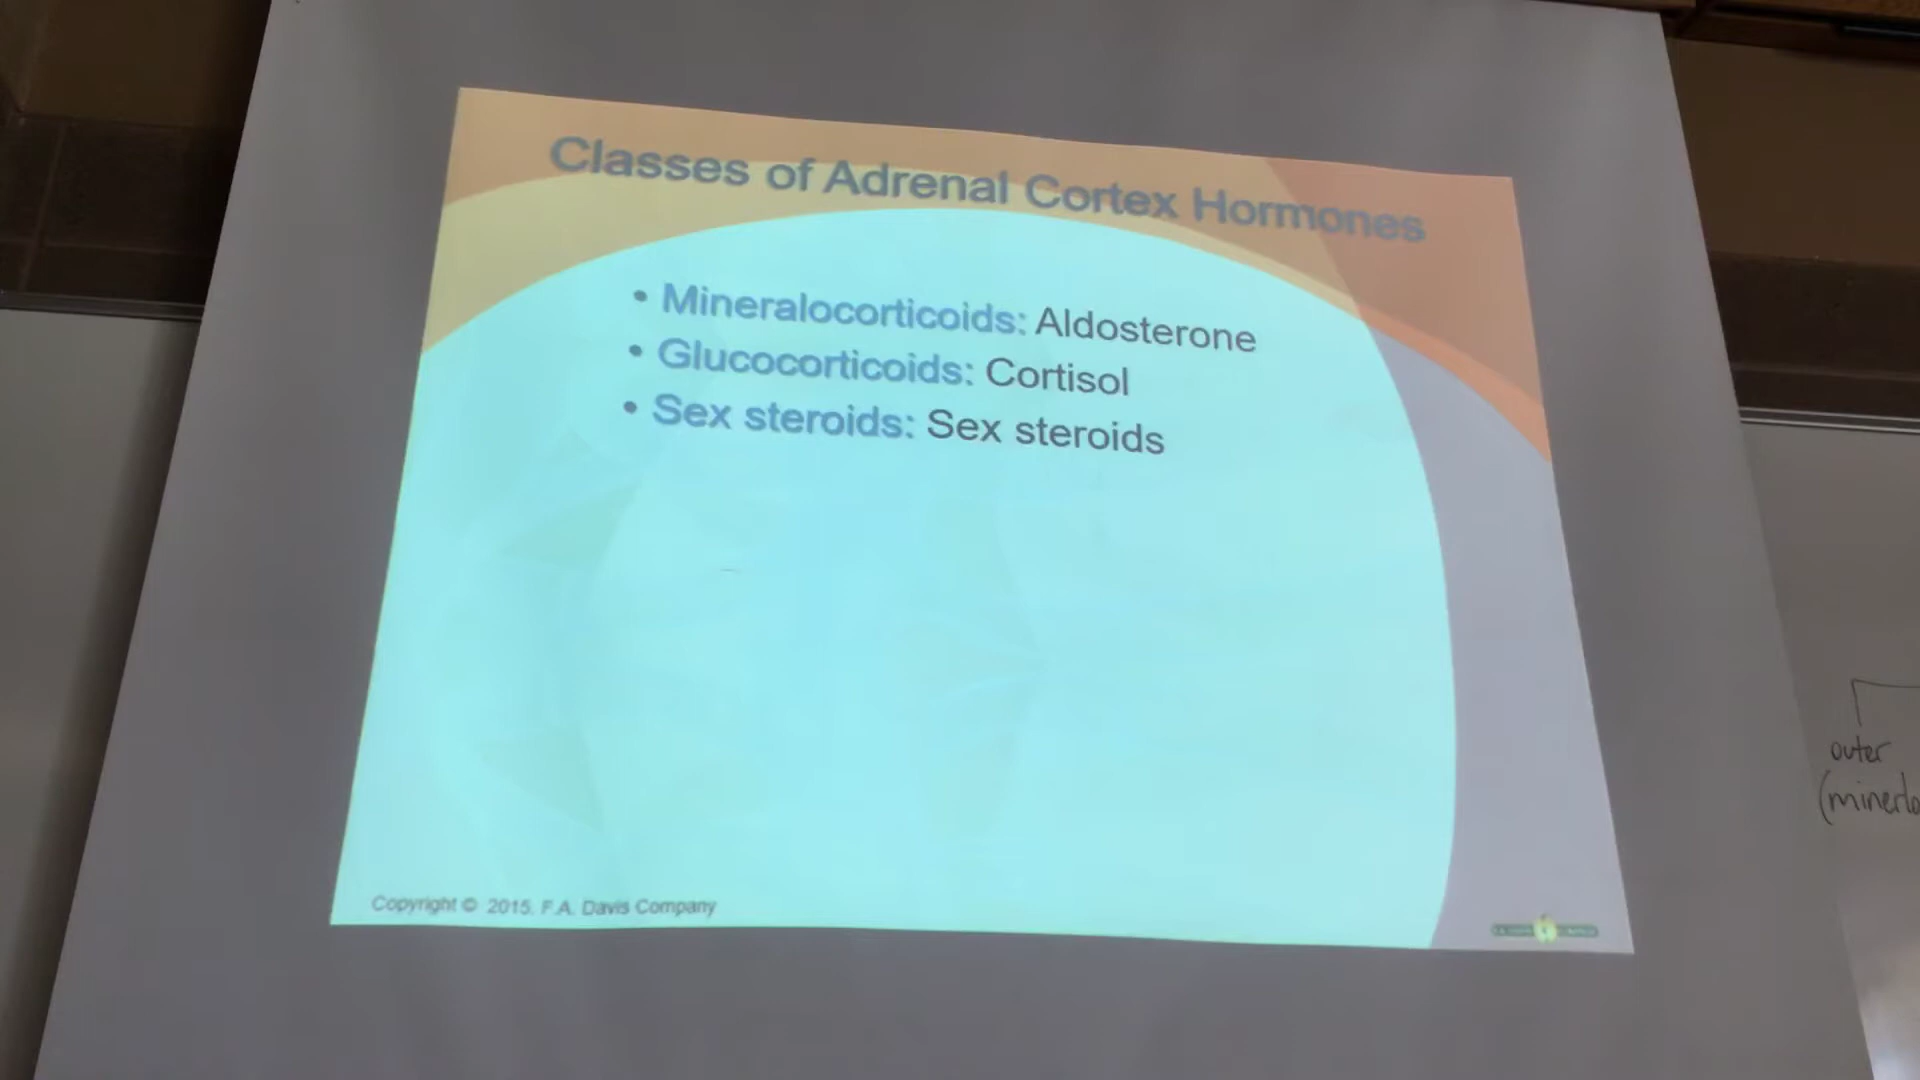 Classes of Adrenal Cortex Hormones
• Mineralocorticoids: Aldosterone
• Glucocorticoids: Cortisol
• Sex steroids: Sex steroids
Copyright © 2015. F.A. Davis Company
outer